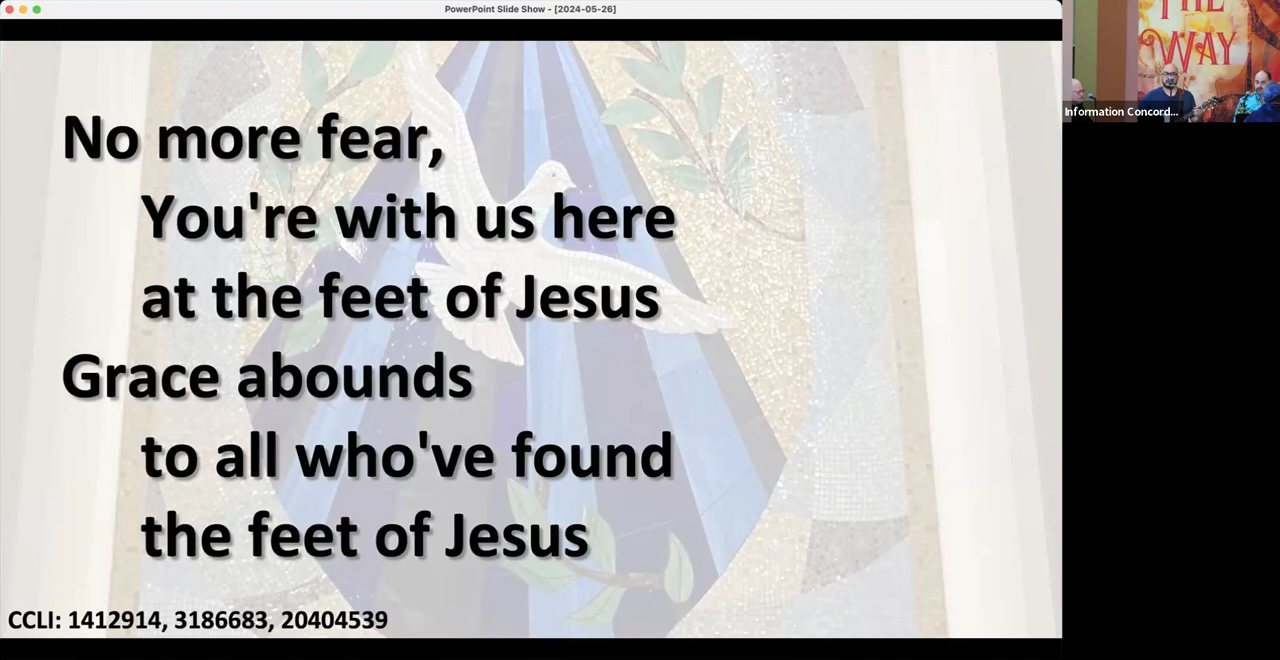 PowerPoint Slide Show - [2024-05-26]
No more fear,
You're with us here
at the feet of Jesus
Grace abounds
to all who've found
the feet of Jesus
CCLI: 1412914, 3186683, 20404539
THE
WAY
Information Concord...